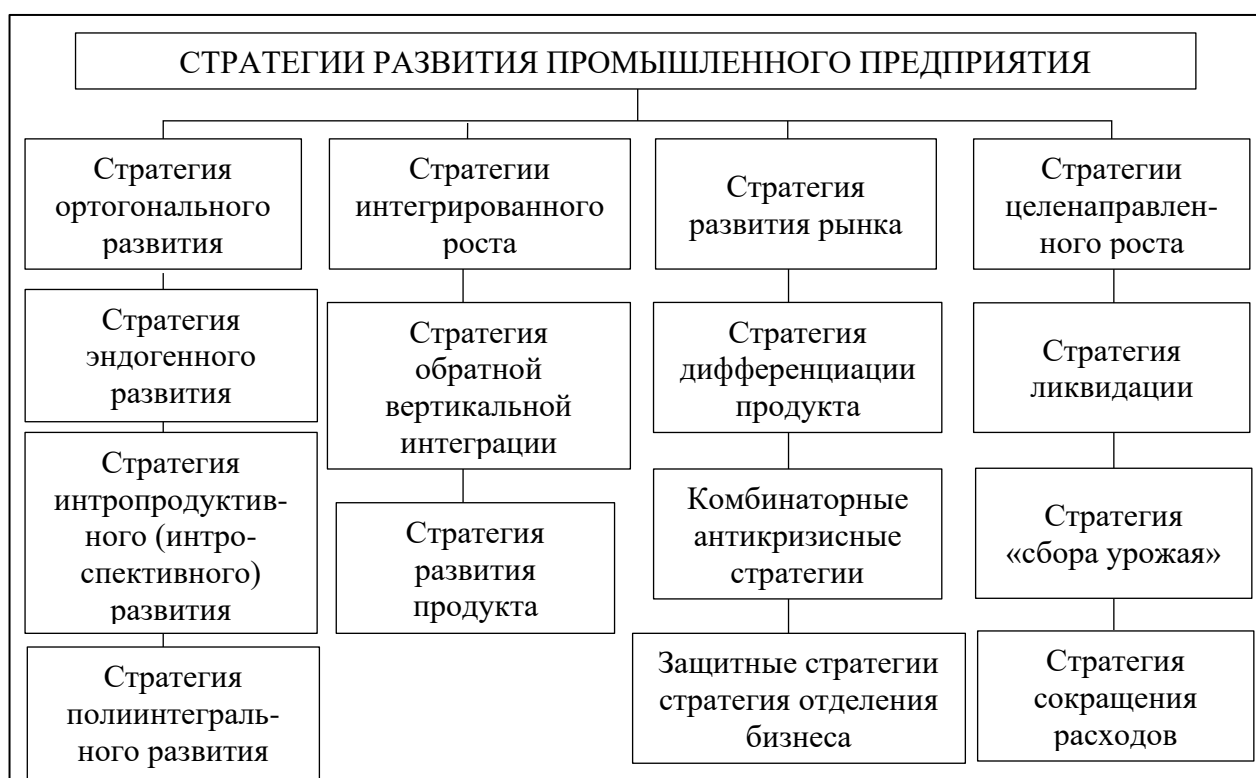 СТРАТЕГИИ РАЗВИТИЯ ПРОМЫШЛЕННОГО ПРЕДПРИЯТИЯ
Стратегия
ортогонального
развития
Стратегия
эндогенного
развития
Стратегия
интропродуктив-
ного (интро-
спективного)
развития
Стратегия
полиинтеграль-
ного развития
Стратегии
интегрированного
роста
Стратегия
обратной
вертикальной
интеграции
Стратегия
развития
продукта
Стратегия
развития рынка
Стратегия
дифференциации
продукта
Комбинаторные
антикризисные
стратегии
Защитные стратегии
стратегия отделения
бизнеса
Стратегии
целенаправлен-
ного роста
Стратегия
ликвидации
Стратегия
«сбора урожая»
Стратегия
сокращения
расходов